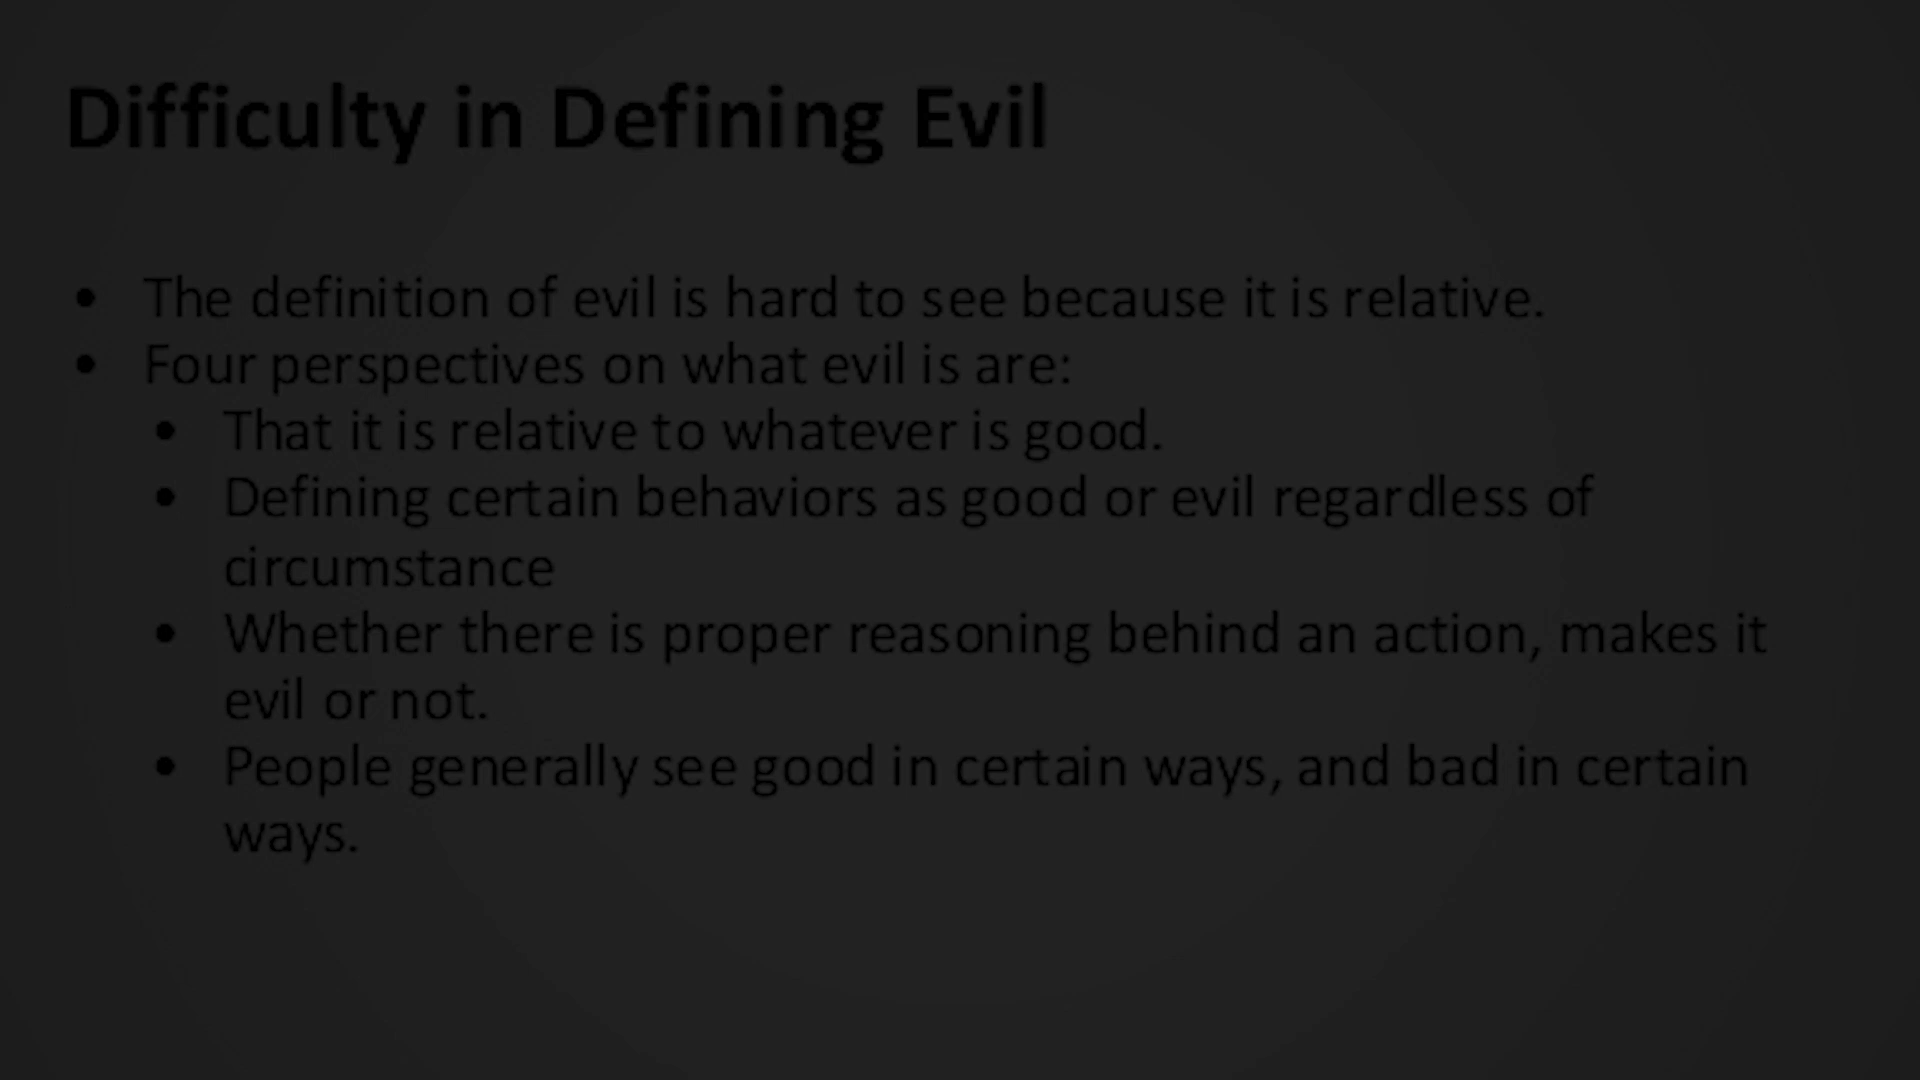 Difficulty in Defining Evil
• The definition of evil is hard to see because it is relative.
• Four perspectives on what evil is are:
• That it is relative to whatever is good.
• Defining certain behaviors as good or evil regardless of
circumstance
• Whether there is proper reasoning behind an action, makes it
evil or not.
• People generally see good in certain ways, and bad in certain
ways.